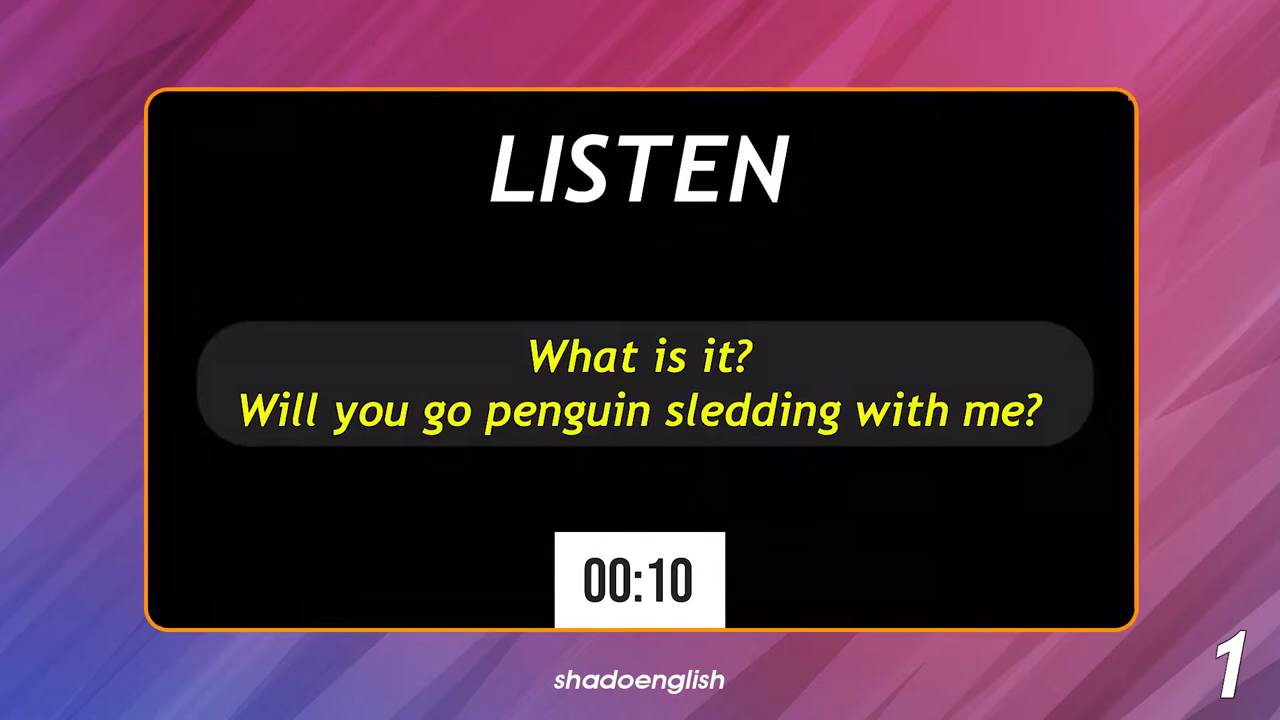 LISTEN
What is it?
Will you go penguin sledding with me?
00:10
shadoenglish
1